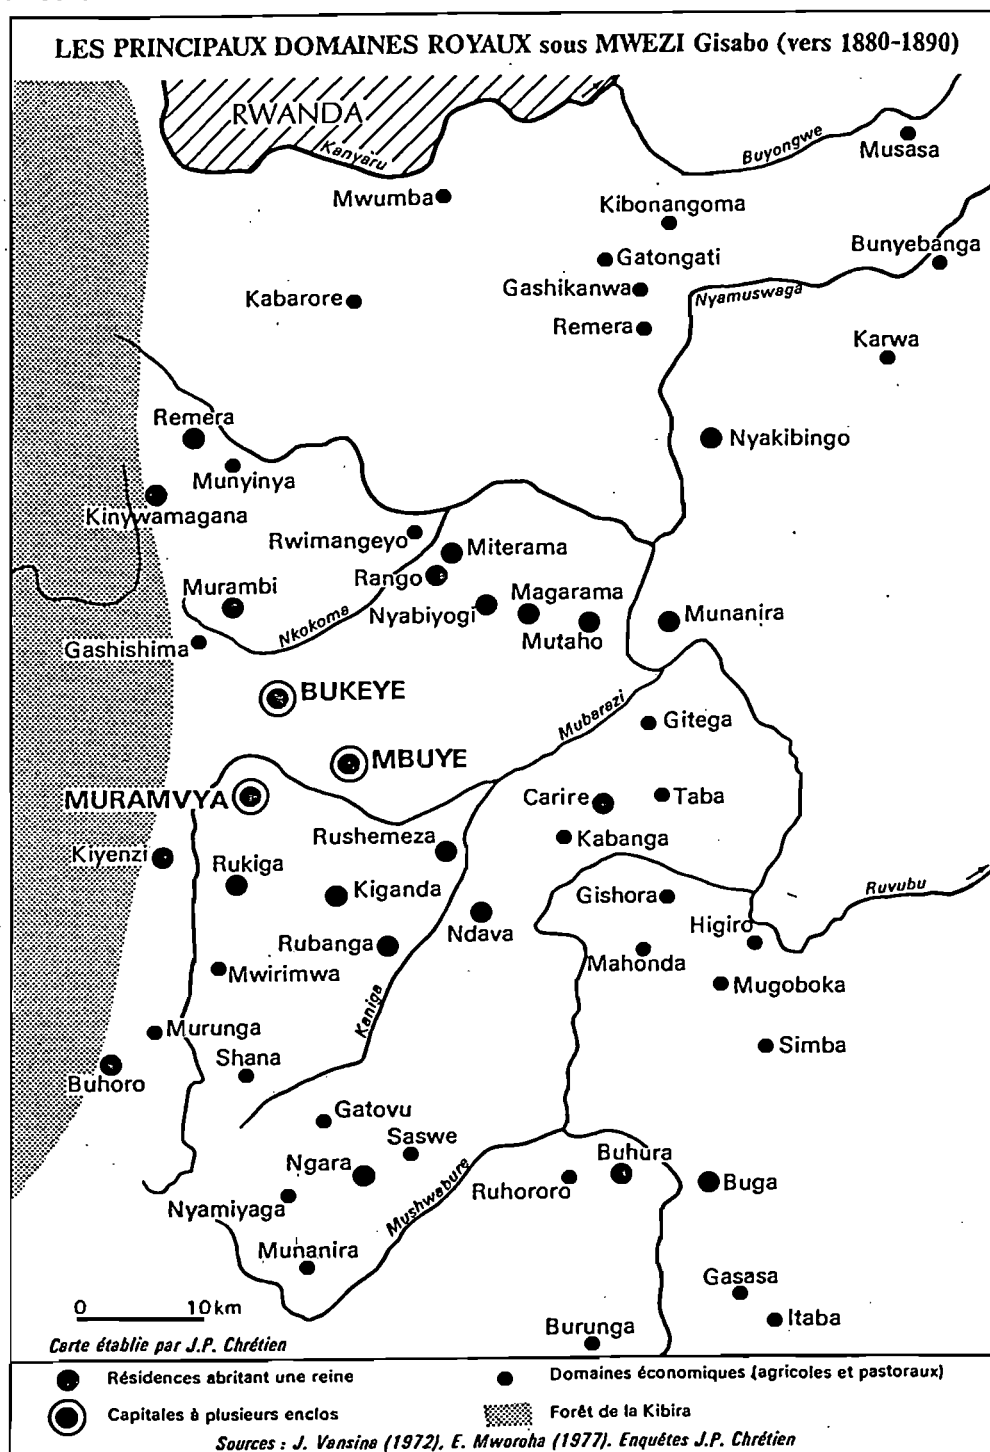 LES PRINCIPAUX DOMAINES ROYAUX sous MWEZI Gisabo (vers 1880-1890)
RWANDA
Kanyaru
Buyongwe
Musasa
Mwumba
Kibonangoma
Gatongati
Bunyebanga
Kabarore
Gashikanwa
Nyamuswaga
Remera
Karwa
Remera
Nyakibingo
Munyinya
Kinywamagana
Rwimangeyo
Miterama
Rango
Murambi
Nyabiyogi
Magarama
Munanira
Nkokoma
Mutaho
Gashishima
BUKEYE
Mubarazi
Gitega
MBUYE
MURAMVYA
Carire
Taba
Rushemeza
Kabanga
Kiyenzi
Rukiga
Kiganda
Gishora
Ruvubu
Ndava
Higiro
Rubanga
Mahonda
Mwirimwa
Mugoboka
Kaniga
Murunga
Simba
Shana
Buhoro
Gatovu
Saswe
Ngara
Buhura
Mushwabure
Ruhororo
Buga
Nyamiyaga
Munanira
Gasasa
Itaba
0 10 km
Burunga
Carte établie par J.P. Chrétien
Résidences abritant une reine
Domaines économiques (agricoles et pastoraux)
Capitales à plusieurs enclos
Forêt de la Kibira
Sources : J. Vansina (1972), E. Mworoha (1977). Enquêtes J.P. Chrétien